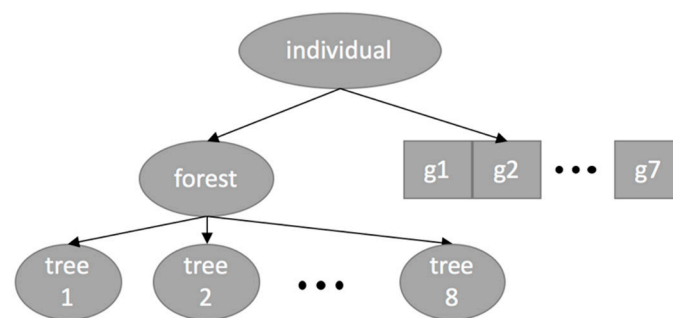 individual
forest
g1 g2 ••• g7
tree
1
tree
2
•••
tree
8